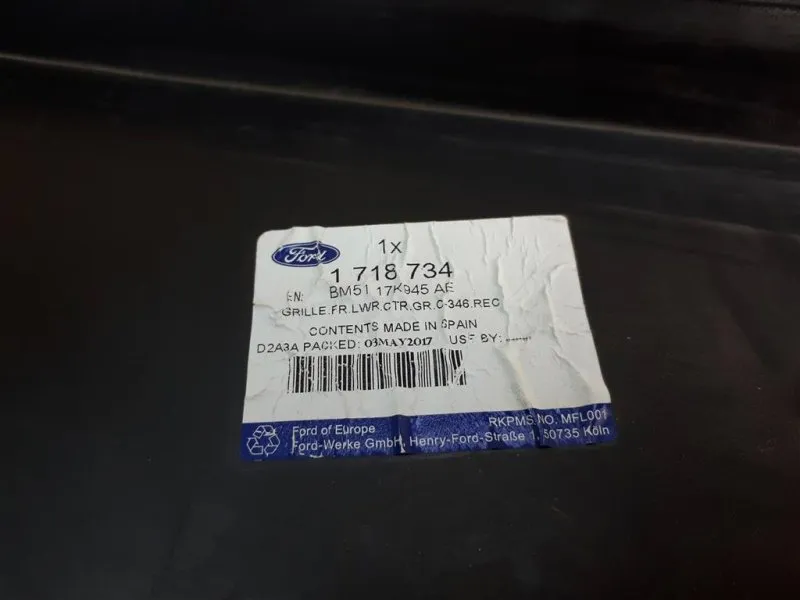 Ford
1x
1 718 734
EN: BM51 17K945 AE
GRILLE.FR.LWR.CTR.GR.C-346.REC
CONTENTS MADE IN SPAIN
D2A3A PACKED: 03MAY2017 USE BY:
Ford of Europe RKPMS.NO. MFL001
Ford-Werke GmbH, Henry-Ford-Straße 1, 50735 Köln